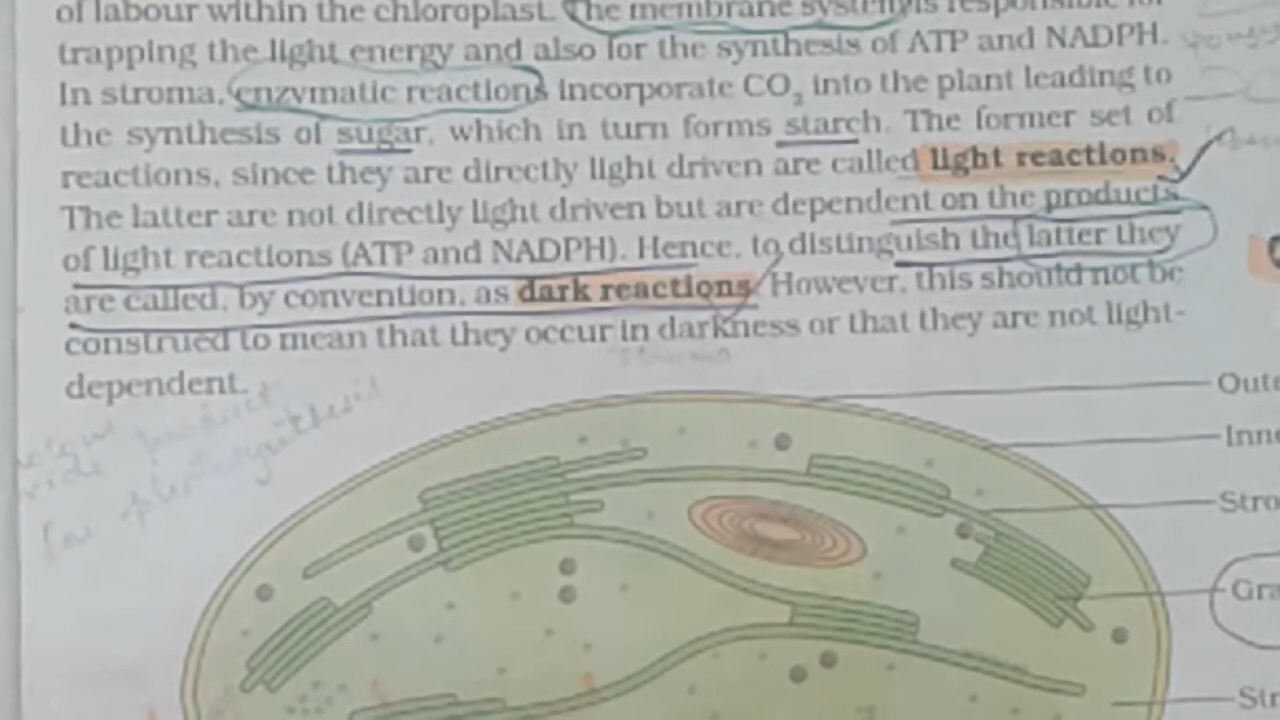 of labour within the chloroplast. The membrane system is responsible for
trapping the light energy and also for the synthesis of ATP and NADPH.
In stroma, enzymatic reactions incorporate CO₂ into the plant leading to
the synthesis of sugar, which in turn forms starch. The former set of
reactions, since they are directly light driven are called light reactions.
The latter are not directly light driven but are dependent on the products
of light reactions (ATP and NADPH). Hence, to distinguish the latter they
are called, by convention, as dark reactions. However, this should not be
construed to mean that they occur in darkness or that they are not light-
dependent.
Oute
Inne
Stro
for photosynthesis
Gra
Str